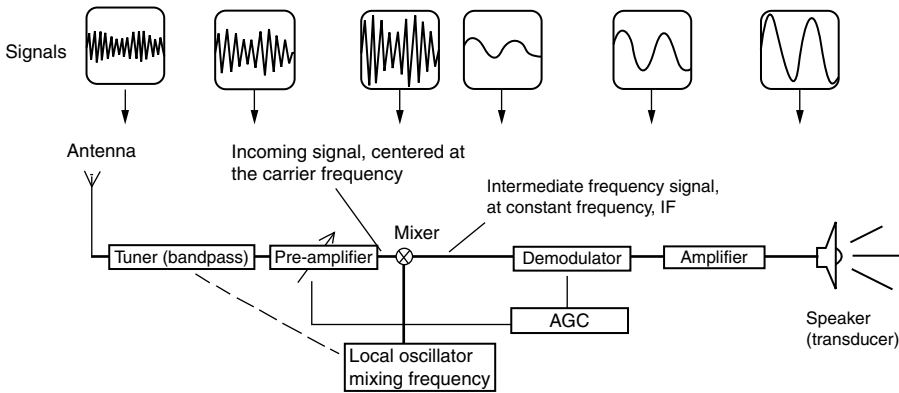 Signals
Antenna
Incoming signal, centered at
the carrier frequency
Intermediate frequency signal,
at constant frequency, IF
Mixer
Tuner (bandpass)
Pre-amplifier
Demodulator
Amplifier
AGC
Speaker
(transducer)
Local oscillator
mixing frequency